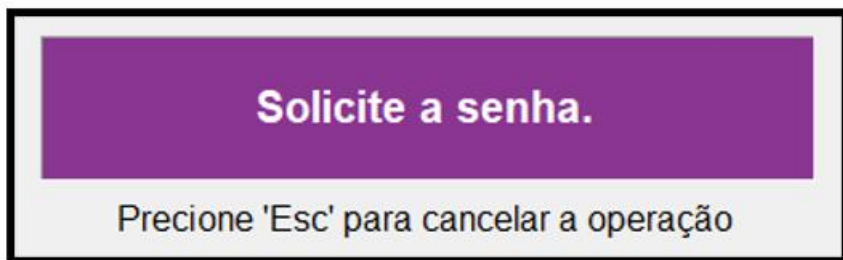 Solicite a senha.
Precione 'Esc' para cancelar a operação